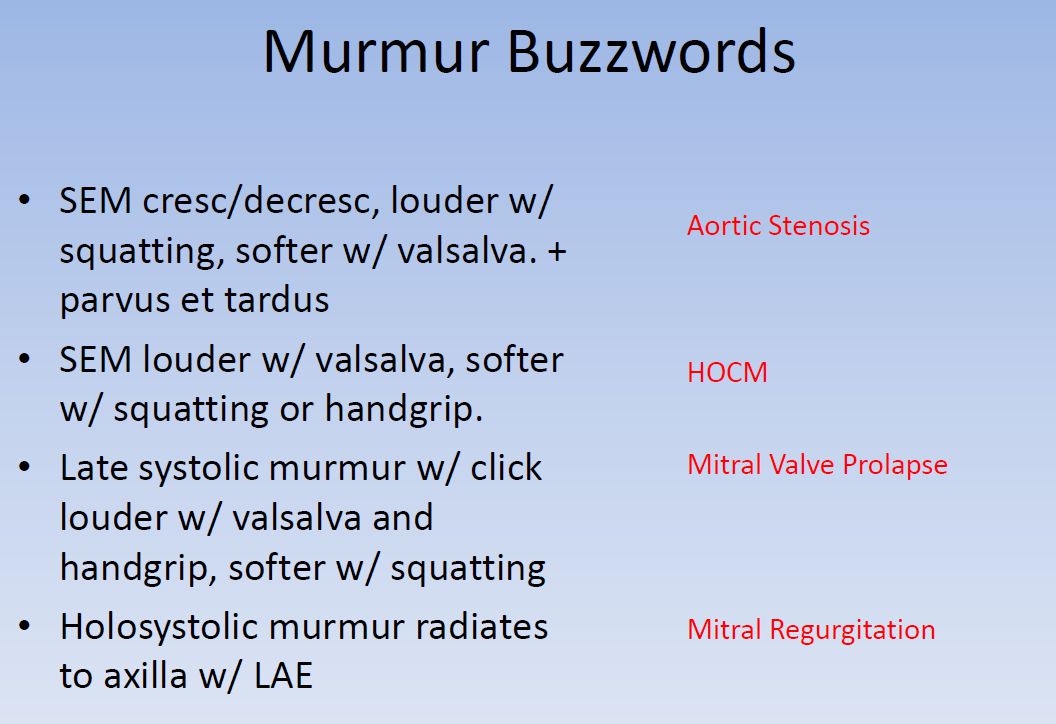 Murmur Buzzwords
• SEM cresc/decresc, louder w/
squatting, softer w/ valsalva. +
parvus et tardus
Aortic Stenosis
• SEM louder w/ valsalva, softer
w/ squatting or handgrip.
HOCM
• Late systolic murmur w/ click
louder w/ valsalva and
handgrip, softer w/ squatting
Mitral Valve Prolapse
• Holosystolic murmur radiates
to axilla w/ LAE
Mitral Regurgitation